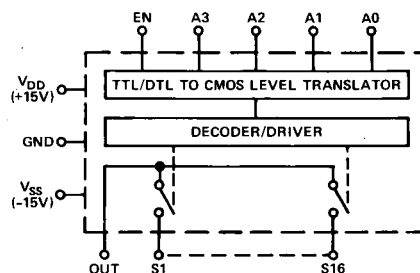 EN A3 A2 A1 A0
VDD
(+15V)
TTL/DTL TO CMOS LEVEL TRANSLATOR
GND
DECODER/DRIVER
VSS
(-15V)
OUT S1 S16